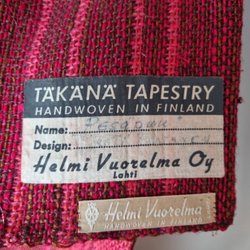 TÄKÄNÄ TAPESTRY
HANDWOVEN IN FINLAND
Name:
Design:
Helmi Vuorelma Oy
Lahti
Helmi Vuorelma
HANDWOVEN IN FINLAND